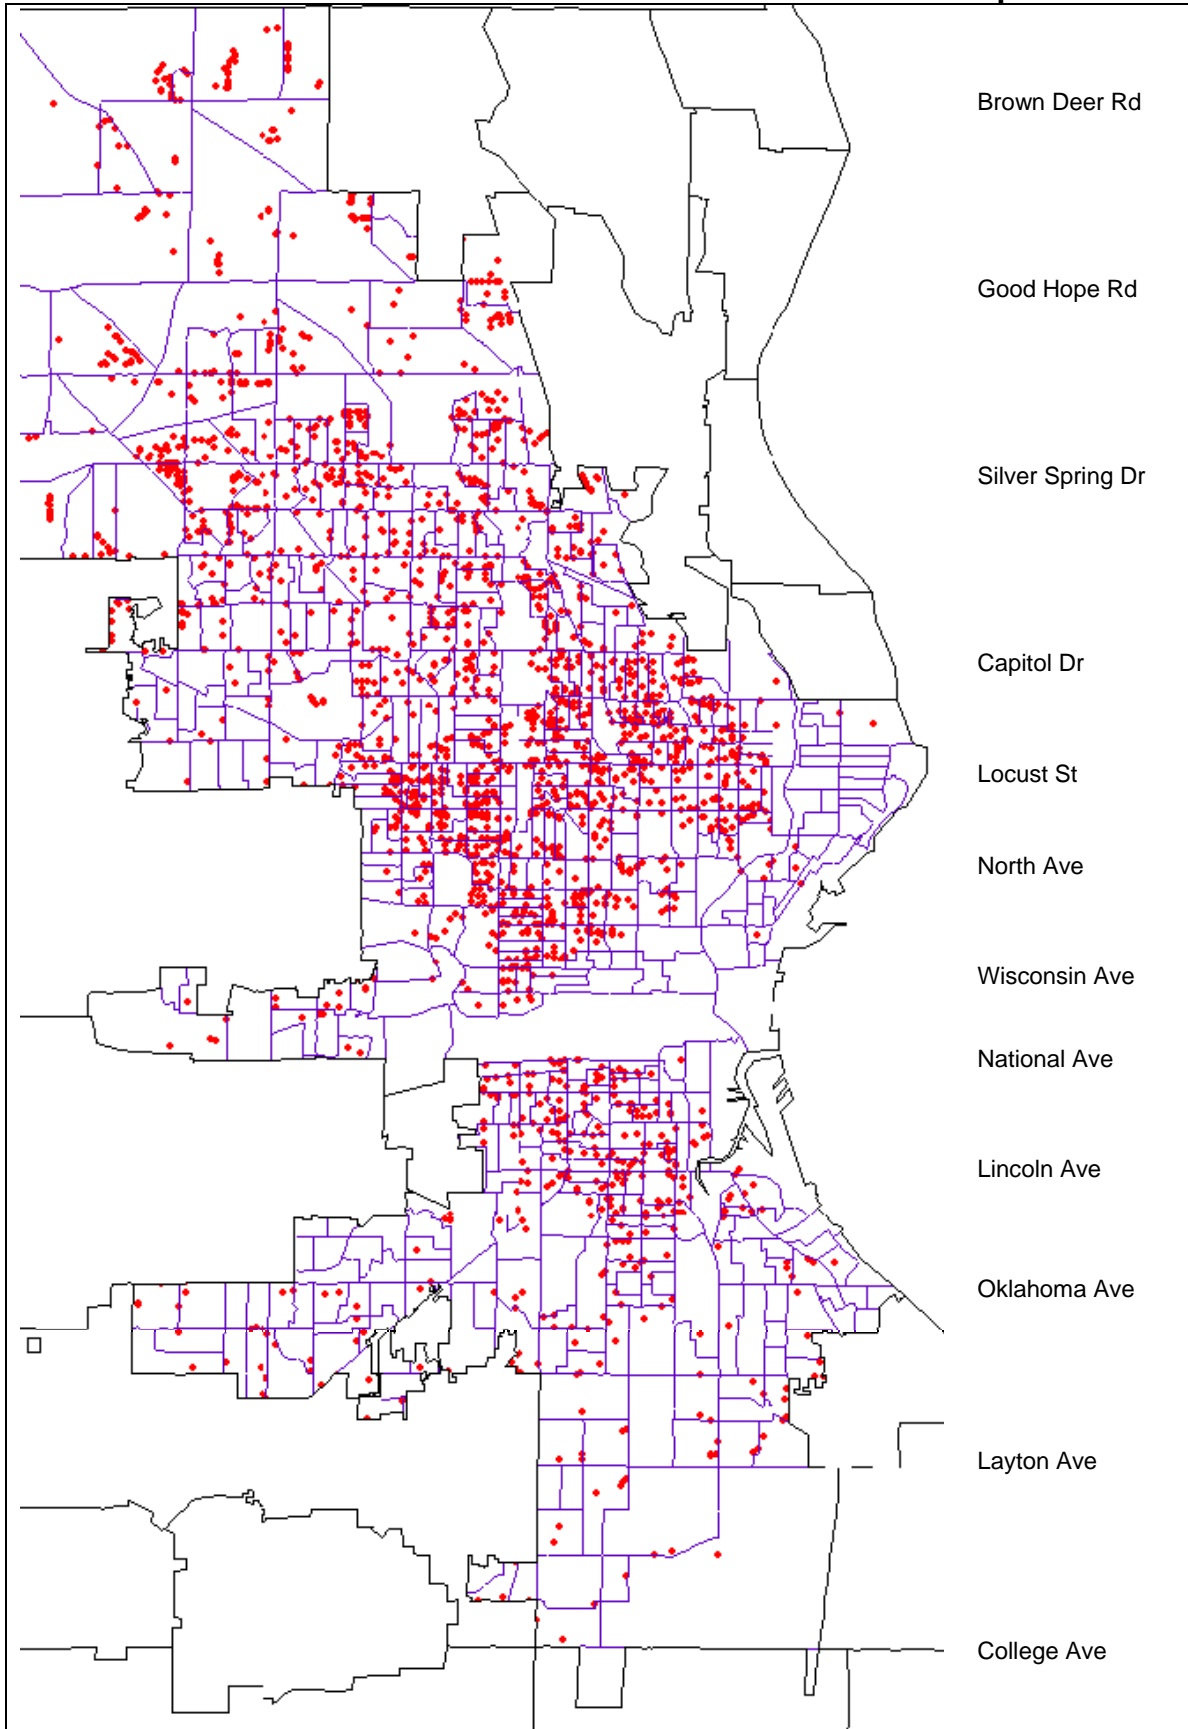 Brown Deer Rd
Good Hope Rd
Silver Spring Dr
Capitol Dr
Locust St
North Ave
Wisconsin Ave
National Ave
Lincoln Ave
Oklahoma Ave
Layton Ave
College Ave